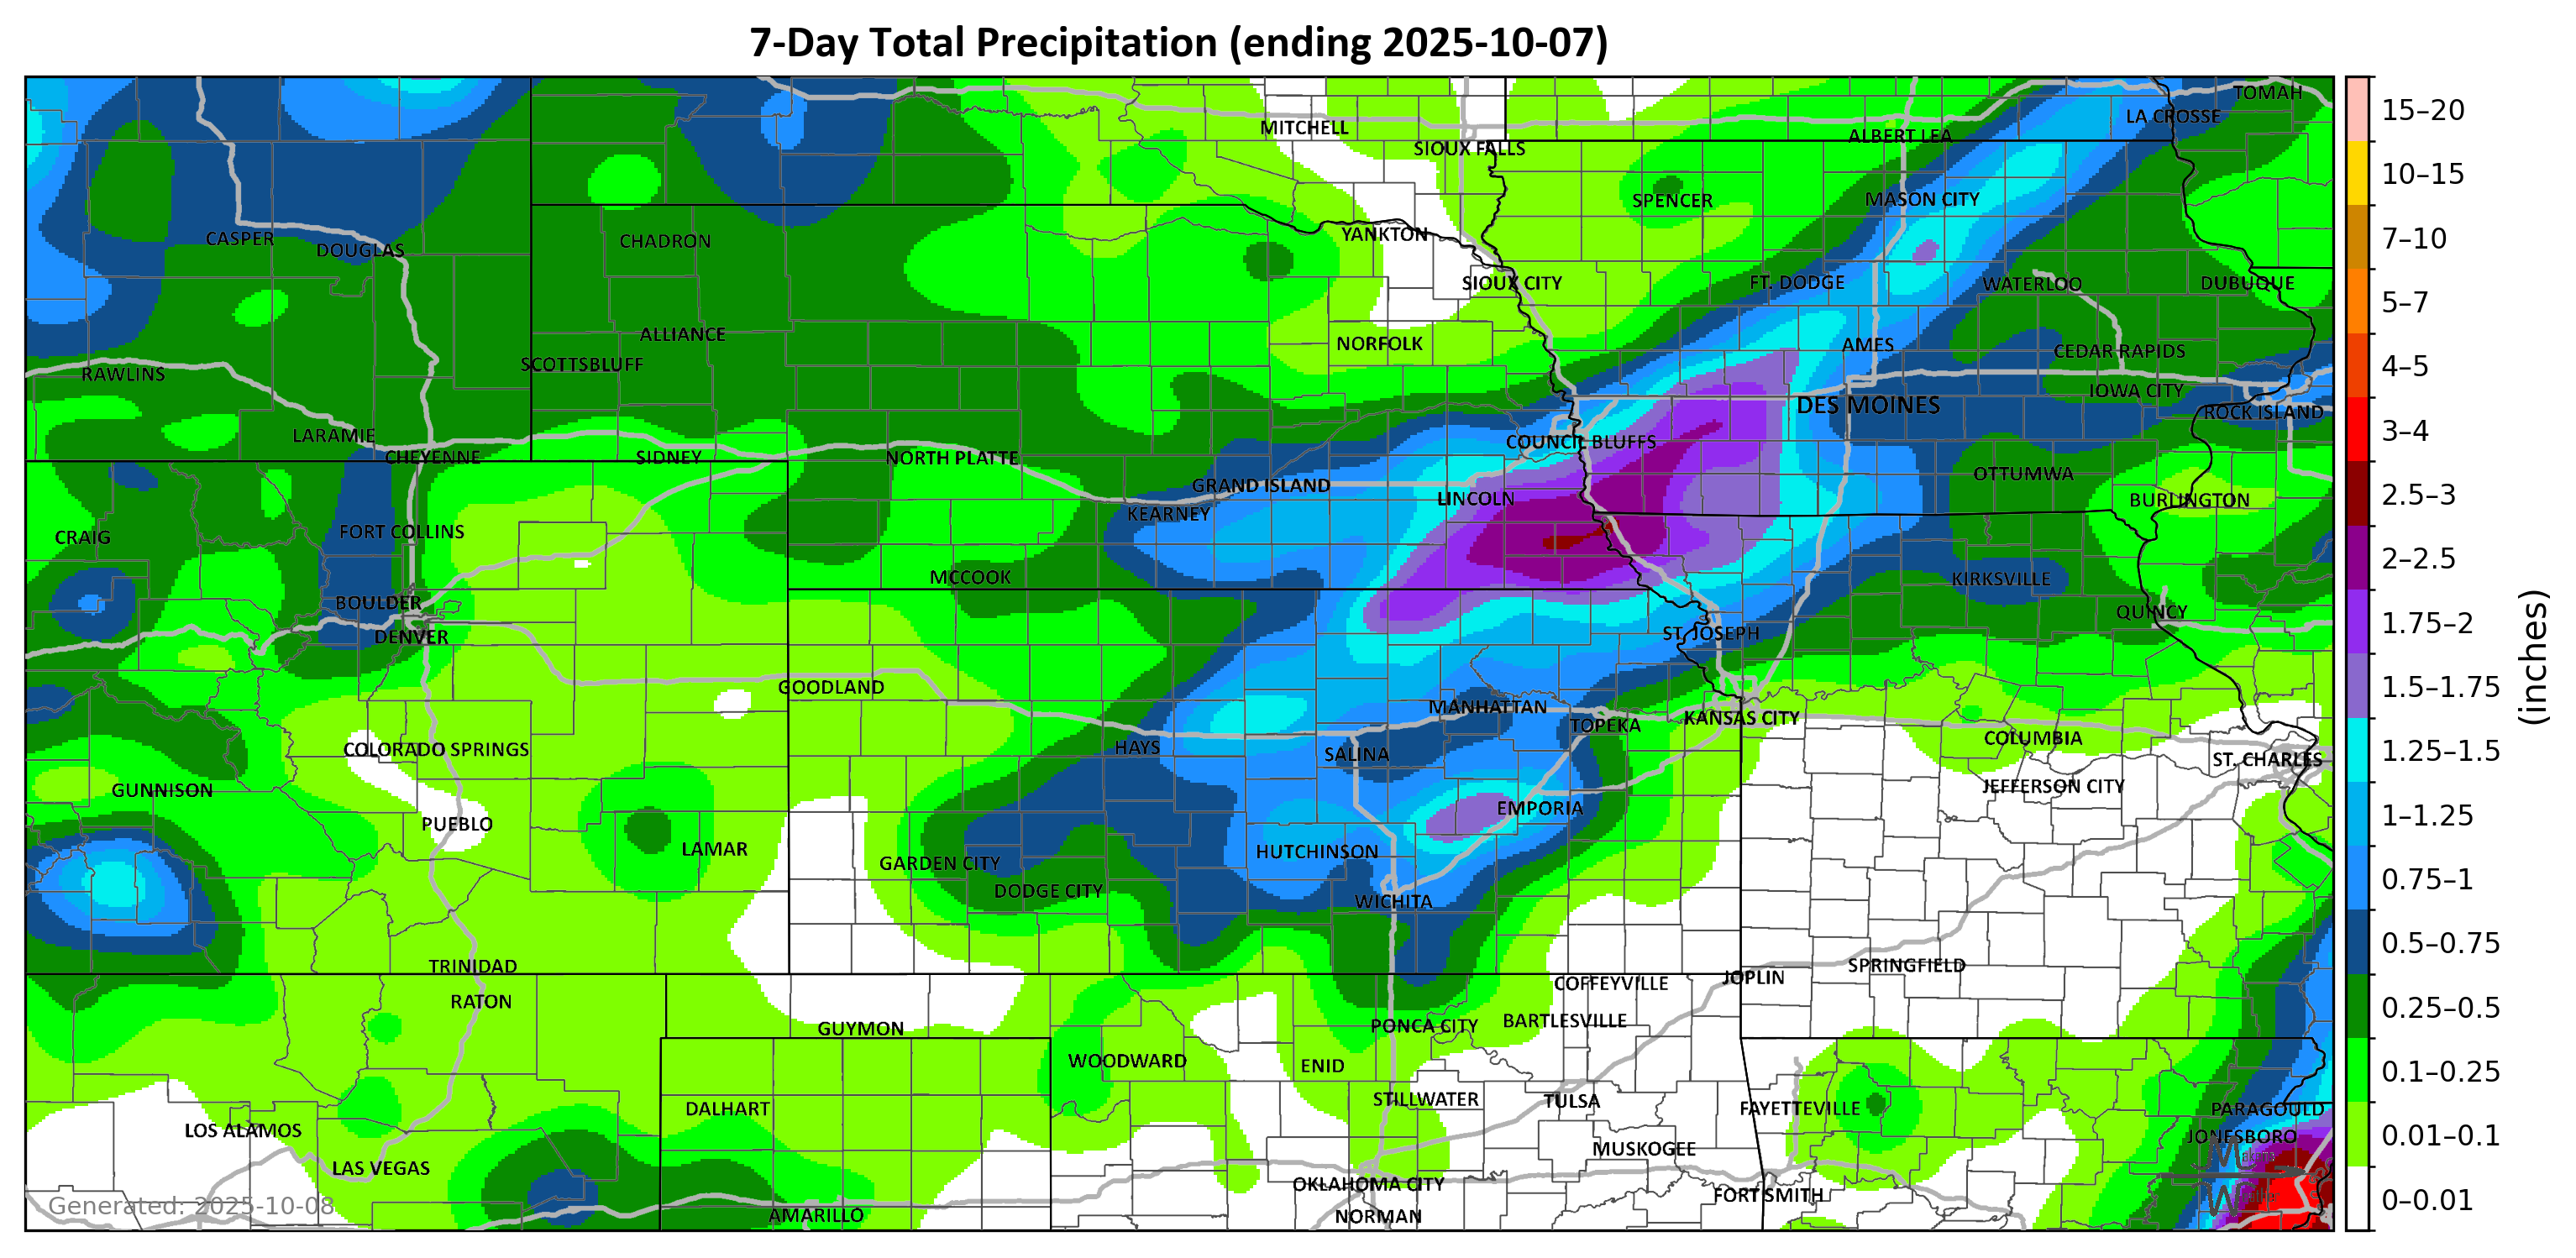 7-Day Total Precipitation (ending 2025-10-07)
TOMAH
LA CROSSE
MITCHELL
ALBERT LEA
SIOUX FALLS
SPENCER
MASON CITY
YANKTON
CASPER
CHADRON
DOUGLAS
SIOUX CITY
FT. DODGE
WATERLOO
DUBUQUE
ALLIANCE
NORFOLK
AMES
CEDAR RAPIDS
SCOTTSBLUFF
RAWLINS
IOWA CITY
DES MOINES
ROCK ISLAND
LARAMIE
COUNCIL BLUFFS
CHEYENNE
SIDNEY
NORTH PLATTE
OTTUMWA
GRAND ISLAND
LINCOLN
BURLINGTON
KEARNEY
FORT COLLINS
CRAIG
MCCOOK
KIRKSVILLE
BOULDER
QUINCY
DENVER
ST. JOSEPH
GOODLAND
MANHATTAN
KANSAS CITY
TOPEKA
COLUMBIA
HAYS
COLORADO SPRINGS
SALINA
ST. CHARLES
JEFFERSON CITY
GUNNISON
EMPORIA
PUEBLO
LAMAR
HUTCHINSON
GARDEN CITY
DODGE CITY
WICHITA
TRINIDAD
SPRINGFIELD
JOPLIN
COFFEYVILLE
RATON
BARTLESVILLE
PONCA CITY
GUYMON
WOODWARD
ENID
STILLWATER
TULSA
DALHART
FAYETTEVILLE
PARAGOULD
LOS ALAMOS
JONESBORO
MUSKOGEE
LAS VEGAS
OKLAHOMA CITY
FORT SMITH
AMARILLO
NORMAN
Generated: 2025-10-08
15–20
10–15
7–10
5–7
4–5
3–4
2.5–3
2–2.5
1.75–2
1.5–1.75
1.25–1.5
1–1.25
0.75–1
0.5–0.75
0.25–0.5
0.1–0.25
0.01–0.1
0–0.01
(inches)